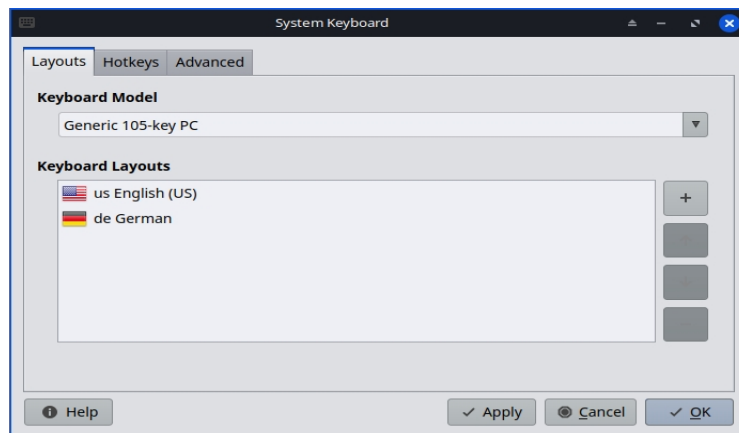 System Keyboard
Layouts Hotkeys Advanced
Keyboard Model
Generic 105-key PC
Keyboard Layouts
us English (US)
de German
+
Help
Apply Cancel OK